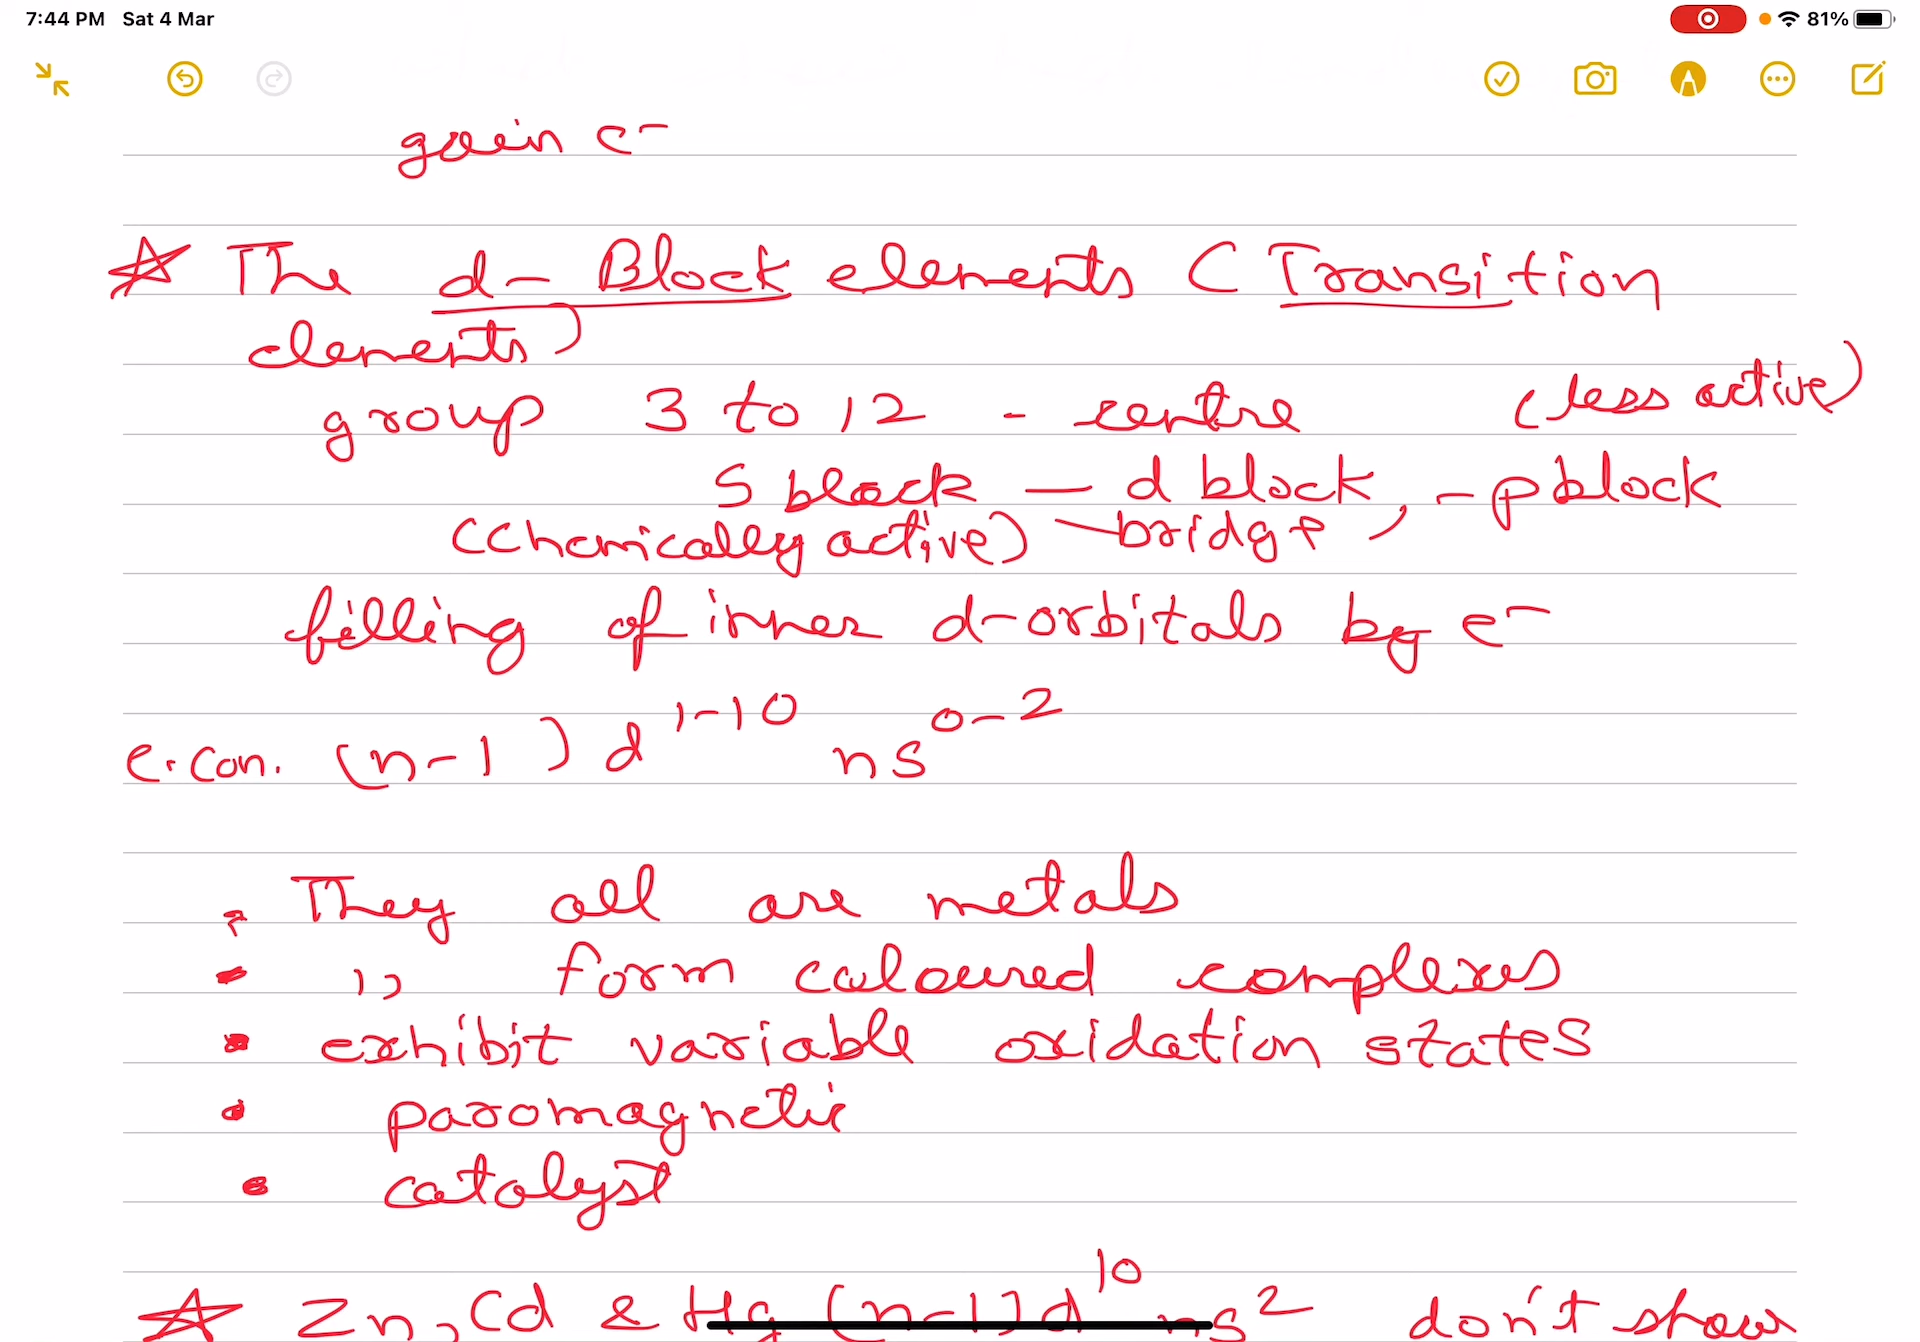 7:44 PM Sat 4 Mar 81%
gain e⁻
☆ The d- Block elements ( Transition
elements)
group 3 to 12 - centre (less active)
S block — d block, - p block
(chemically active) — bridge,
filling of inner d-orbitals by e⁻
e. con. (n-1) d¹⁻¹⁰ ns⁰⁻²
• They all are metals
• ,, form coloured complexes
• exhibit variable oxidation states
• paramagnetic
• catalyst
☆ Zn, Cd & Hg (n-1)d¹⁰ ns² don't show